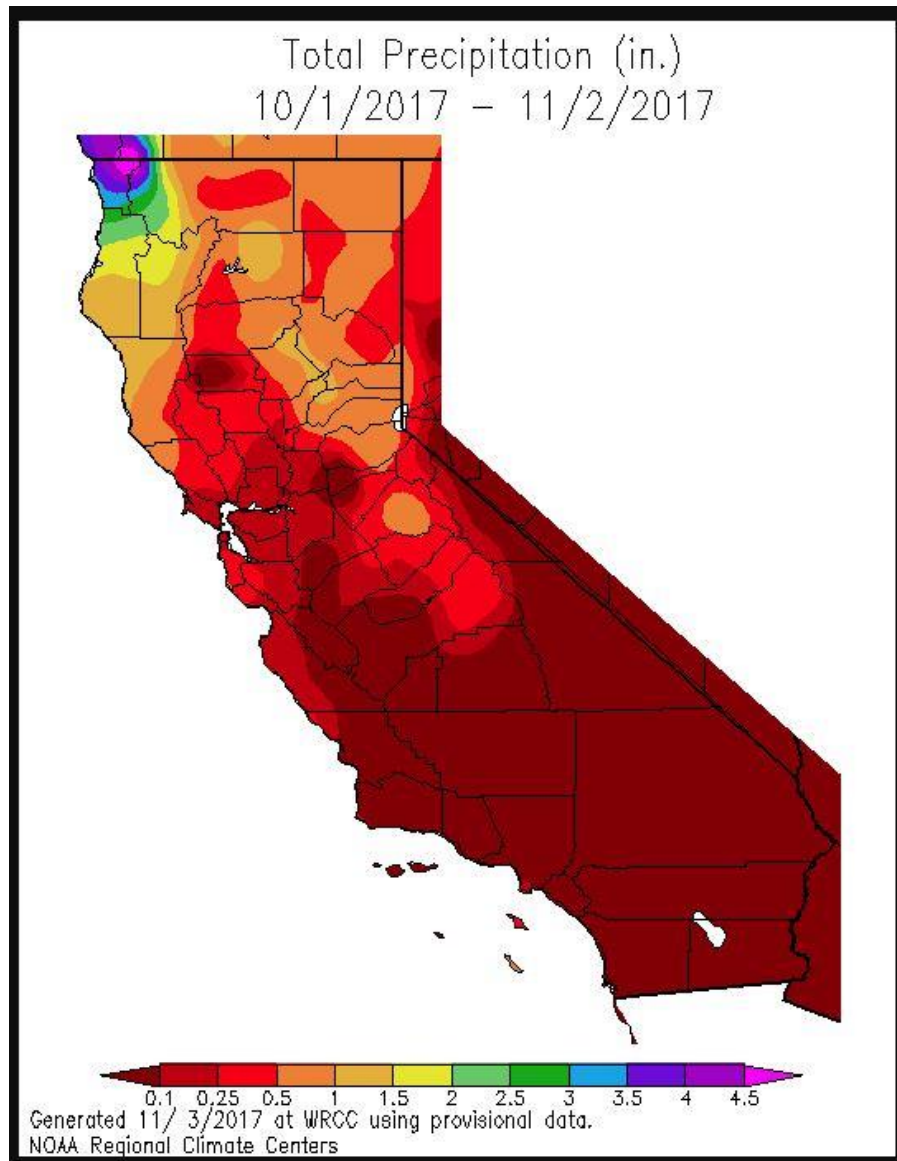 Total Precipitation (in.)
10/1/2017 – 11/2/2017
0.1 0.25 0.5 1 1.5 2 2.5 3 3.5 4 4.5
Generated 11/ 3/2017 at WRCC using provisional data.
NOAA Regional Climate Centers